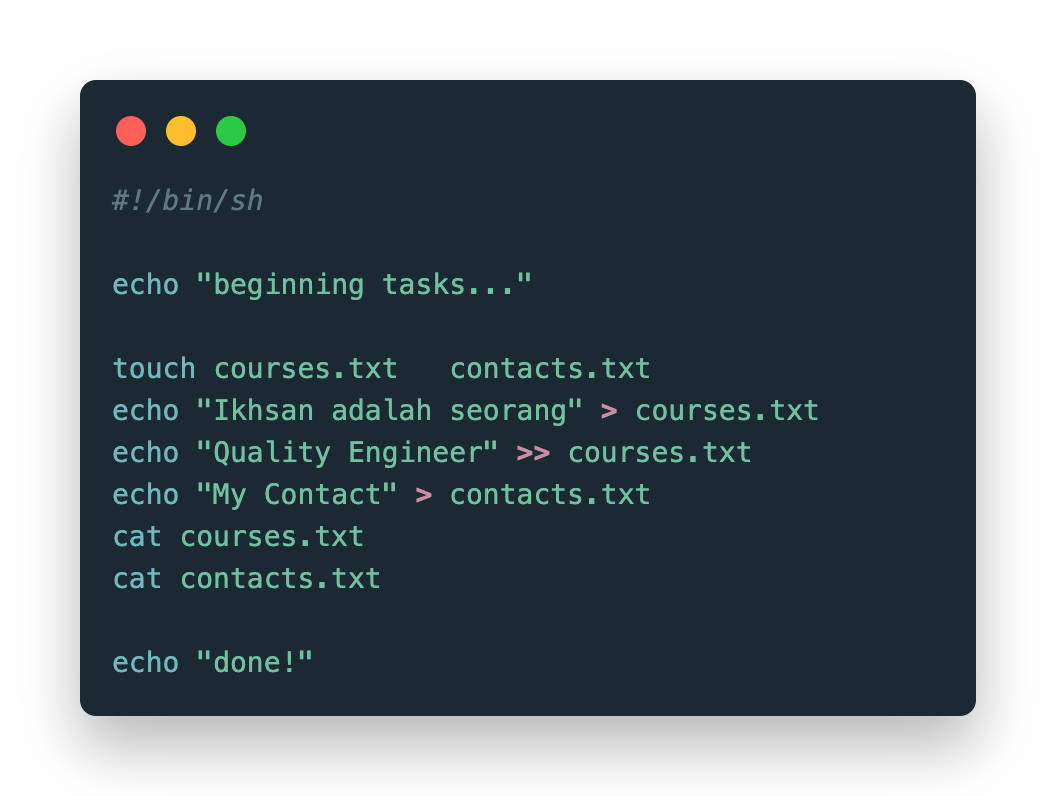 #!/bin/sh
echo "beginning tasks..."
touch courses.txt   contacts.txt
echo "Ikhsan adalah seorang" > courses.txt
echo "Quality Engineer" >> courses.txt
echo "My Contact" > contacts.txt
cat courses.txt
cat contacts.txt
echo "done!"